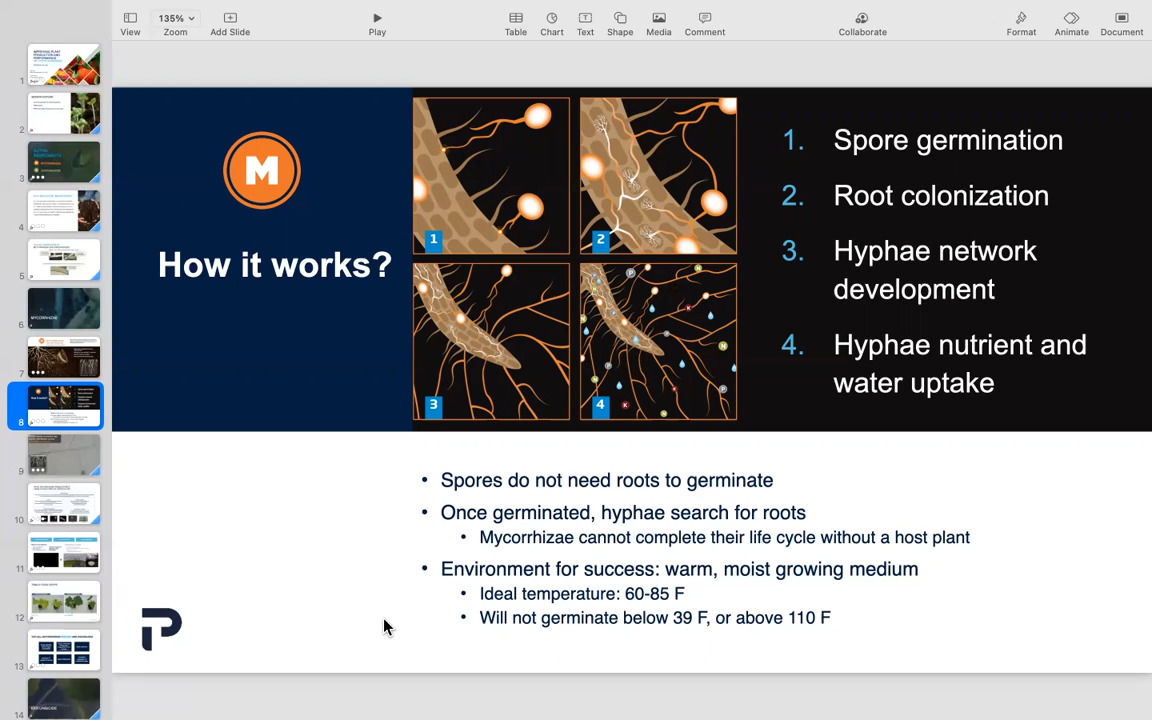 135%
View
Zoom
Add Slide
Play
Table
Chart
Text
Shape
Media
Comment
Collaborate
Format
Animate
Document
1
2
3
4
5
6
7
8
9
10
11
12
13
14
M
How it works?
1
2
3
4
1. Spore germination
2. Root colonization
3. Hyphae network
development
4. Hyphae nutrient and
water uptake
• Spores do not need roots to germinate
• Once germinated, hyphae search for roots
• Mycorrhizae cannot complete their life cycle without a host plant
• Environment for success: warm, moist growing medium
• Ideal temperature: 60-85 F
• Will not germinate below 39 F, or above 110 F
P